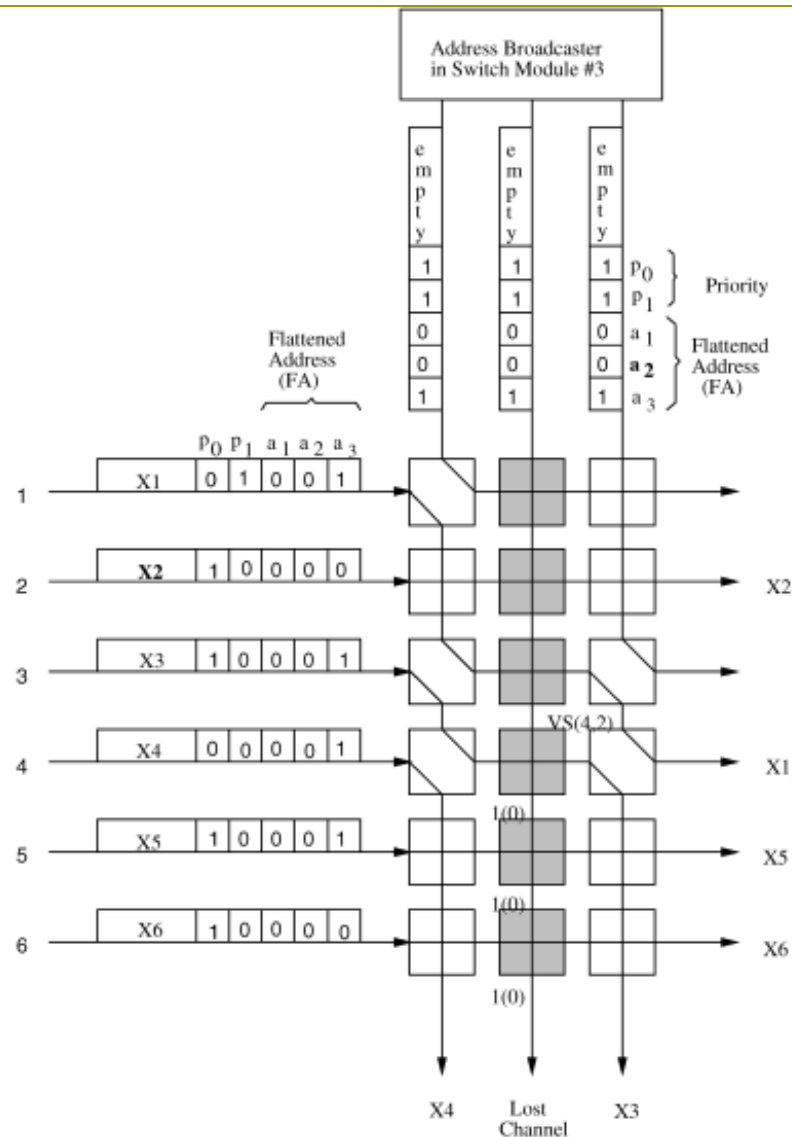 Address Broadcaster
in Switch Module #3
empty empty empty
1 1 1 p0
1 1 1 p1
Priority
0 0 0 a1
0 0 0 a2
1 1 1 a3
Flattened
Address
(FA)
Flattened
Address
(FA)
p0 p1 a1 a2 a3
1 X1 0 1 0 0 1
2 X2 1 0 0 0 0 X2
3 X3 1 0 0 0 1
VS(4,2)
4 X4 0 0 0 0 1 X1
1(0)
5 X5 1 0 0 0 1 X5
1(0)
6 X6 1 0 0 0 0 X6
1(0)
X4 Lost X3
Channel